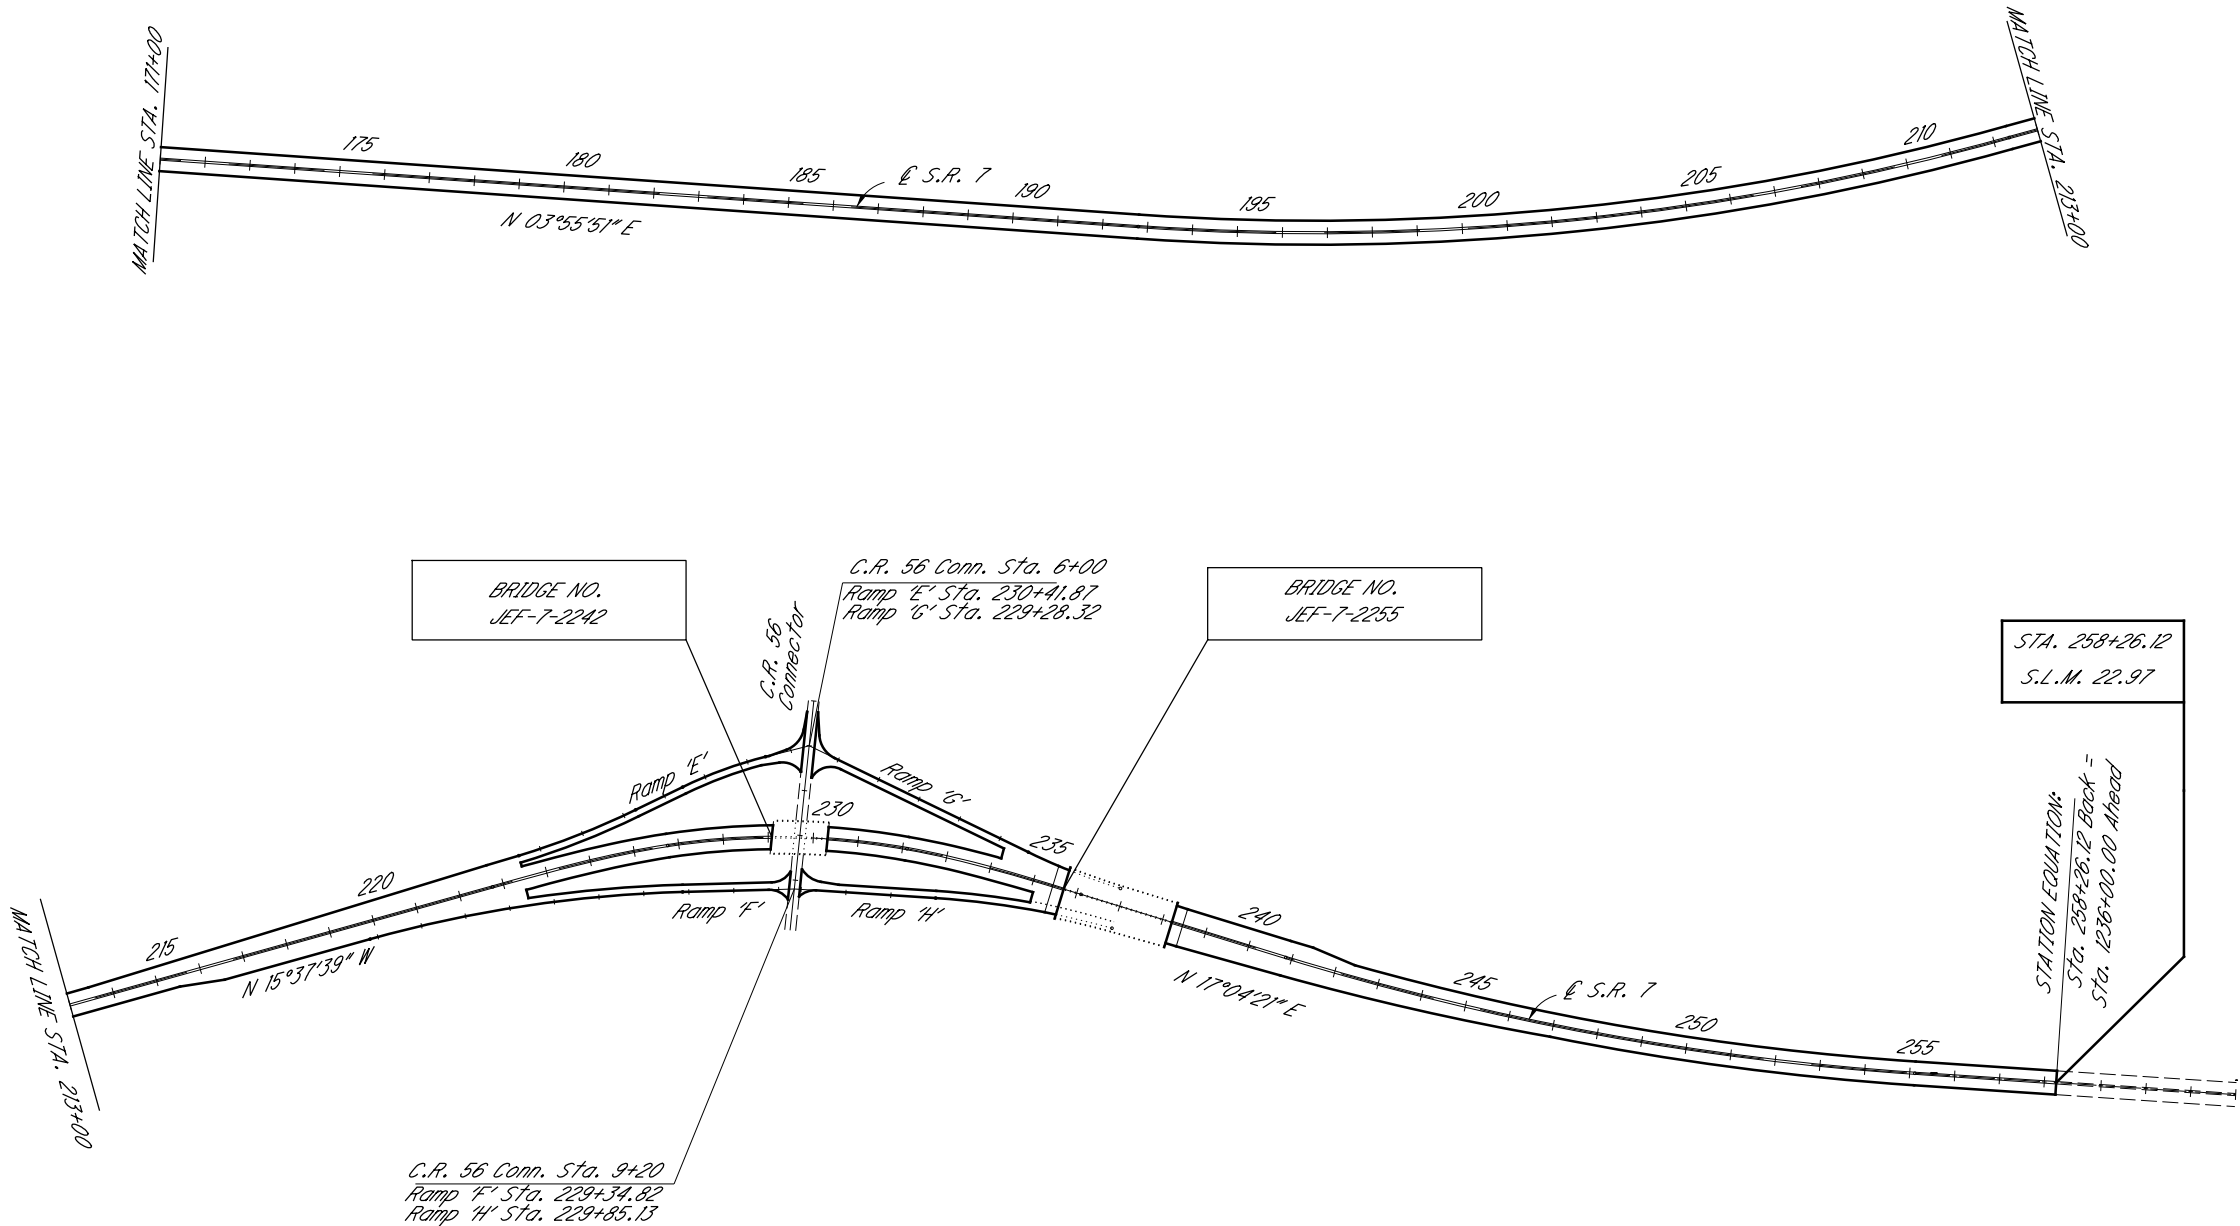 MATCH LINE STA. 171+00
175
180
185
℄ S.R. 7
190
195
200
205
210
MATCH LINE STA. 213+00
N 03°55'51" E
BRIDGE NO.
JEF-7-2242
C.R. 56 Conn. Sta. 6+00
Ramp 'E' Sta. 230+41.87
Ramp 'G' Sta. 229+28.32
BRIDGE NO.
JEF-7-2255
STA. 258+26.12
S.L.M. 22.97
C.R. 56
Connector
Ramp 'E'
Ramp 'G'
230
235
220
215
Ramp 'F'
Ramp 'H'
240
245
℄ S.R. 7
250
255
N 15°37'39" W
N 17°04'21" E
MATCH LINE STA. 213+00
STATION EQUATION:
Sta. 258+26.12 Back =
Sta. 1236+00.00 Ahead
C.R. 56 Conn. Sta. 9+20
Ramp 'F' Sta. 229+34.82
Ramp 'H' Sta. 229+85.13